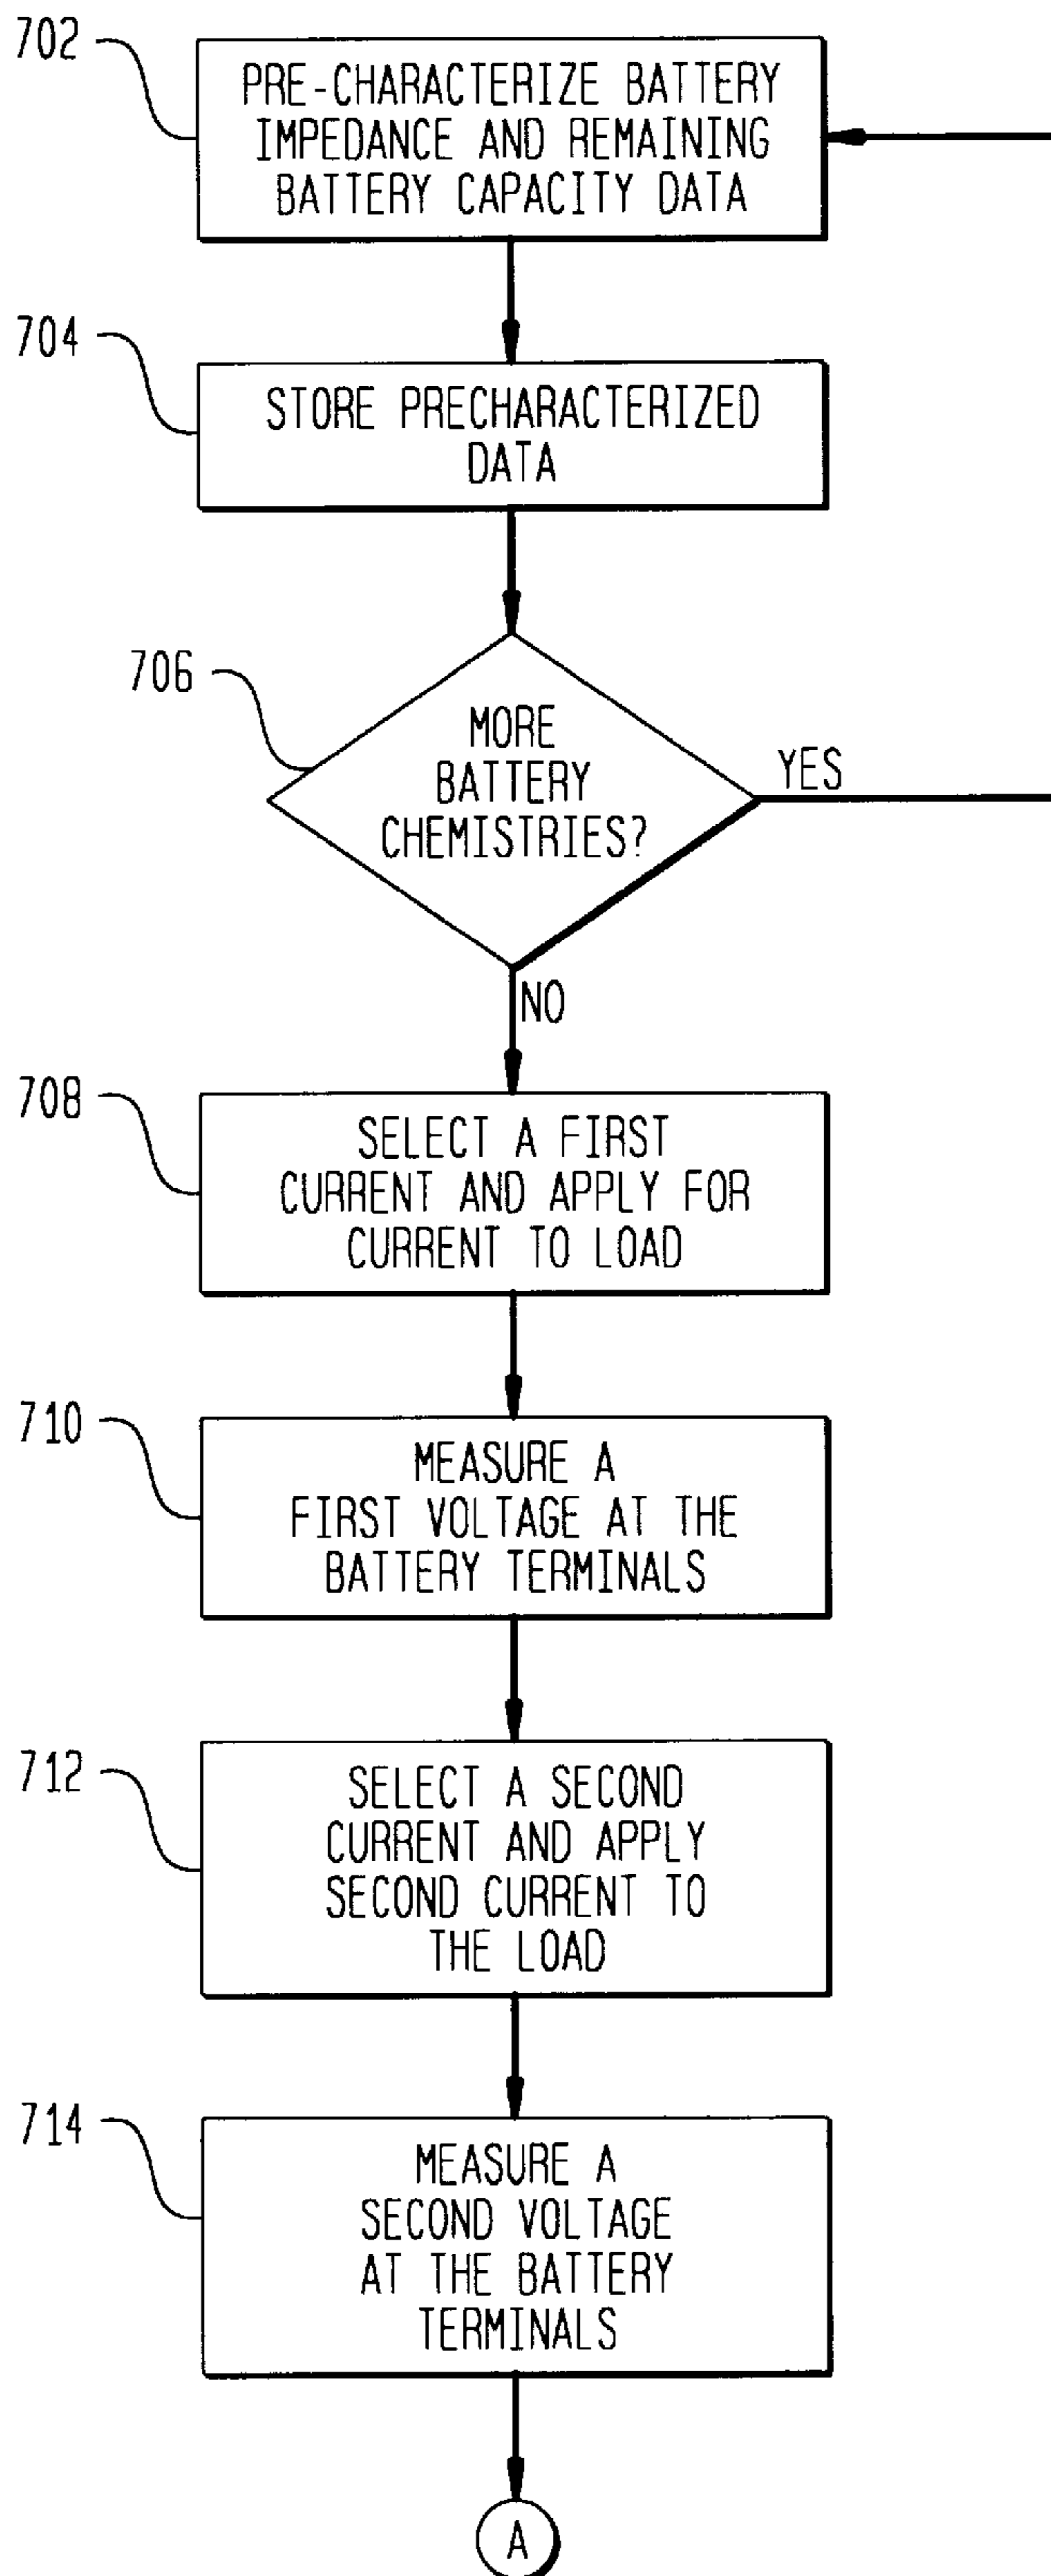 702
PRE-CHARACTERIZE BATTERY
IMPEDANCE AND REMAINING
BATTERY CAPACITY DATA
704
STORE PRECHARACTERIZED
DATA
706
MORE
BATTERY
CHEMISTRIES?
YES
NO
708
SELECT A FIRST
CURRENT AND APPLY FOR
CURRENT TO LOAD
710
MEASURE A
FIRST VOLTAGE AT THE
BATTERY TERMINALS
712
SELECT A SECOND
CURRENT AND APPLY
SECOND CURRENT TO
THE LOAD
714
MEASURE A
SECOND VOLTAGE
AT THE BATTERY
TERMINALS
A